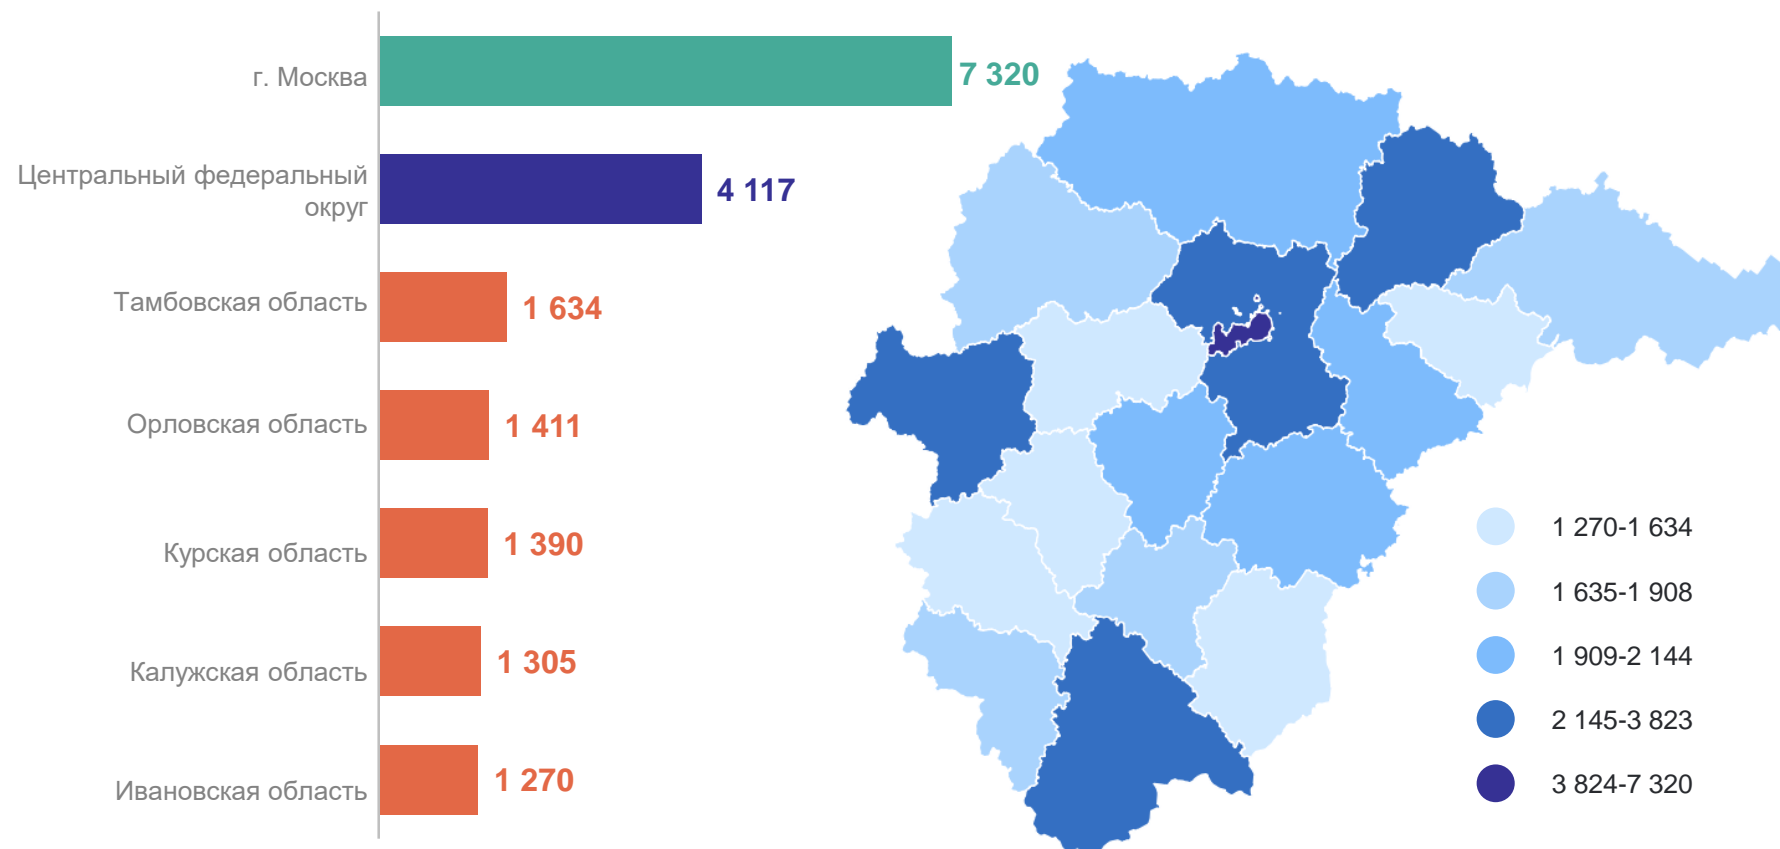 г. Москва
7 320
Центральный федеральный
округ
4 117
Тамбовская область
1 634
Орловская область
1 411
Курская область
1 390
Калужская область
1 305
Ивановская область
1 270
1 270-1 634
1 635-1 908
1 909-2 144
2 145-3 823
3 824-7 320